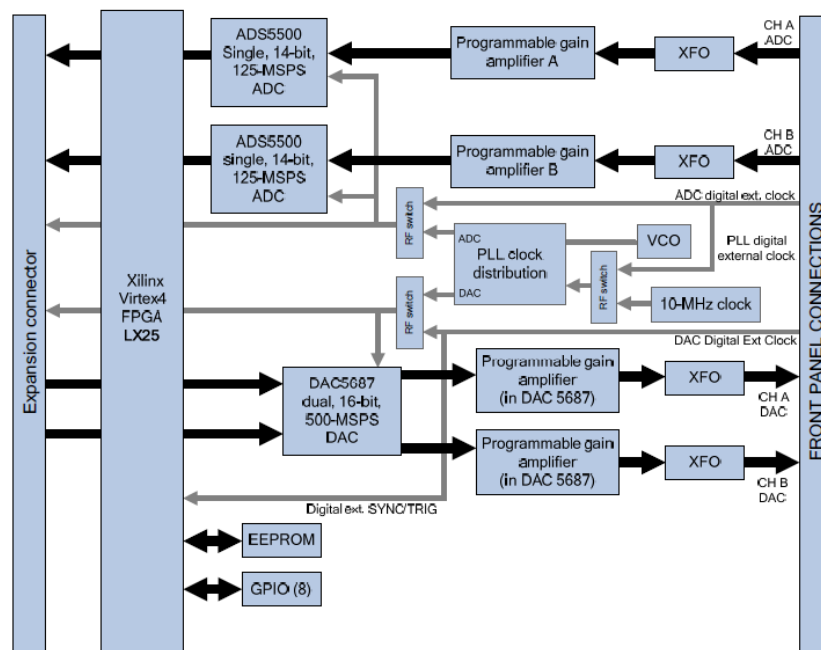 ADS5500
Single, 14-bit,
125-MSPS
ADC
Programmable gain
amplifier A
XFO
CH A
ADC
ADS5500
single, 14-bit,
125-MSPS
ADC
Programmable gain
amplifier B
XFO
CH B
ADC
ADC digital ext. clock
RF switch
ADC
PLL clock
distribution
DAC
VCO
PLL digital
external clock
RF switch
10-MHz clock
RF switch
DAC Digital Ext Clock
Expansion connector
Xilinx
Virtex4
FPGA
LX25
FRONT PANEL CONNECTIONS
DAC5687
dual, 16-bit,
500-MSPS
DAC
Programmable gain
amplifier
(in DAC 5687)
XFO
CH A
DAC
Programmable gain
amplifier
(in DAC 5687)
XFO
CH B
DAC
Digital ext. SYNC/TRIG
EEPROM
GPIO (8)